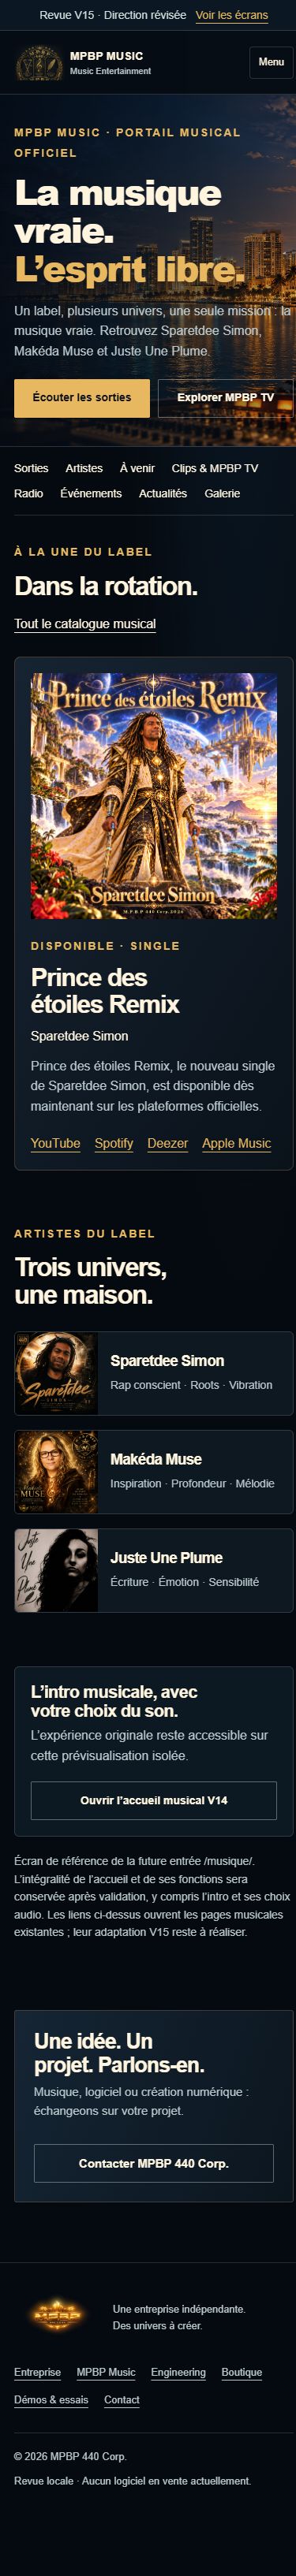 Revue V15 · Direction révisée Voir les écrans
MPBP MUSIC
Music Entertainment
Menu
MPBP MUSIC · PORTAIL MUSICAL
OFFICIEL
La musique
vraie.
L’esprit libre.
Un label, plusieurs univers, une seule mission : la
musique vraie. Retrouvez Sparetdee Simon,
Makéda Muse et Juste Une Plume.
Écouter les sorties
Explorer MPBP TV
Sorties Artistes À venir Clips & MPBP TV
Radio Événements Actualités Galerie
À LA UNE DU LABEL
Dans la rotation.
Tout le catalogue musical
Prince des étoiles Remix
Sparetdee Simon
M.P.B.P 440 Corp.2026
DISPONIBLE · SINGLE
Prince des
étoiles Remix
Sparetdee Simon
Prince des étoiles Remix, le nouveau single
de Sparetdee Simon, est disponible dès
maintenant sur les plateformes officielles.
YouTube Spotify Deezer Apple Music
ARTISTES DU LABEL
Trois univers,
une maison.
Sparetdee
SIMON
Sparetdee Simon
Rap conscient · Roots · Vibration
MUSE
Makéda Muse
Inspiration · Profondeur · Mélodie
Juste
Une
Plume
Juste Une Plume
Écriture · Émotion · Sensibilité
L’intro musicale, avec
votre choix du son.
L’expérience originale reste accessible sur
cette prévisualisation isolée.
Ouvrir l’accueil musical V14
Écran de référence de la future entrée /musique/.
L’intégralité de l’accueil et de ses fonctions sera
conservée après validation, y compris l’intro et ses choix
audio. Les liens ci-dessus ouvrent les pages musicales
existantes ; leur adaptation V15 reste à réaliser.
Une idée. Un
projet. Parlons-en.
Musique, logiciel ou création numérique :
échangeons sur votre projet.
Contacter MPBP 440 Corp.
MPBP
Une entreprise indépendante.
Des univers à créer.
Entreprise MPBP Music Engineering Boutique
Démos & essais Contact
© 2026 MPBP 440 Corp.
Revue locale · Aucun logiciel en vente actuellement.